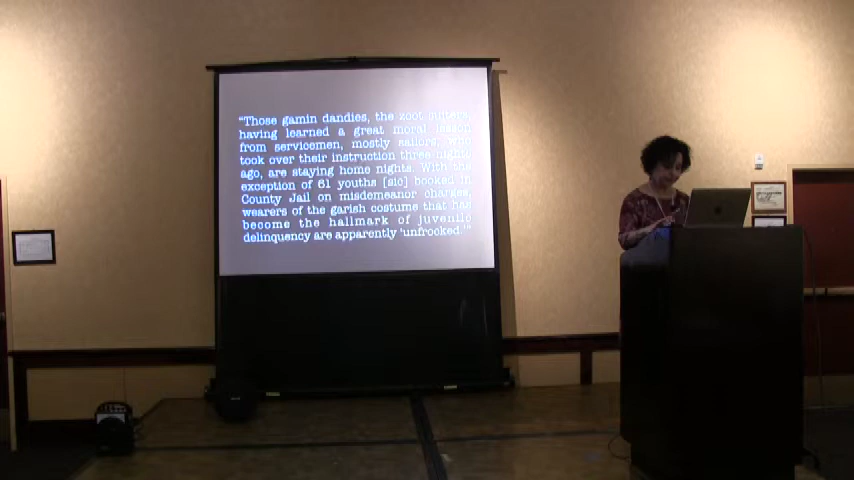 "Those gamin dandies, the zoot suiters,
having learned a great moral lesson
from servicemen, mostly sailors, who
took over their instruction three nights
ago, are staying home nights. With the
exception of 61 youths [sic] booked in
County Jail on misdemeanor charges,
wearers of the garish costume that has
become the hallmark of juvenile
delinquency are apparently 'unfrocked.'"